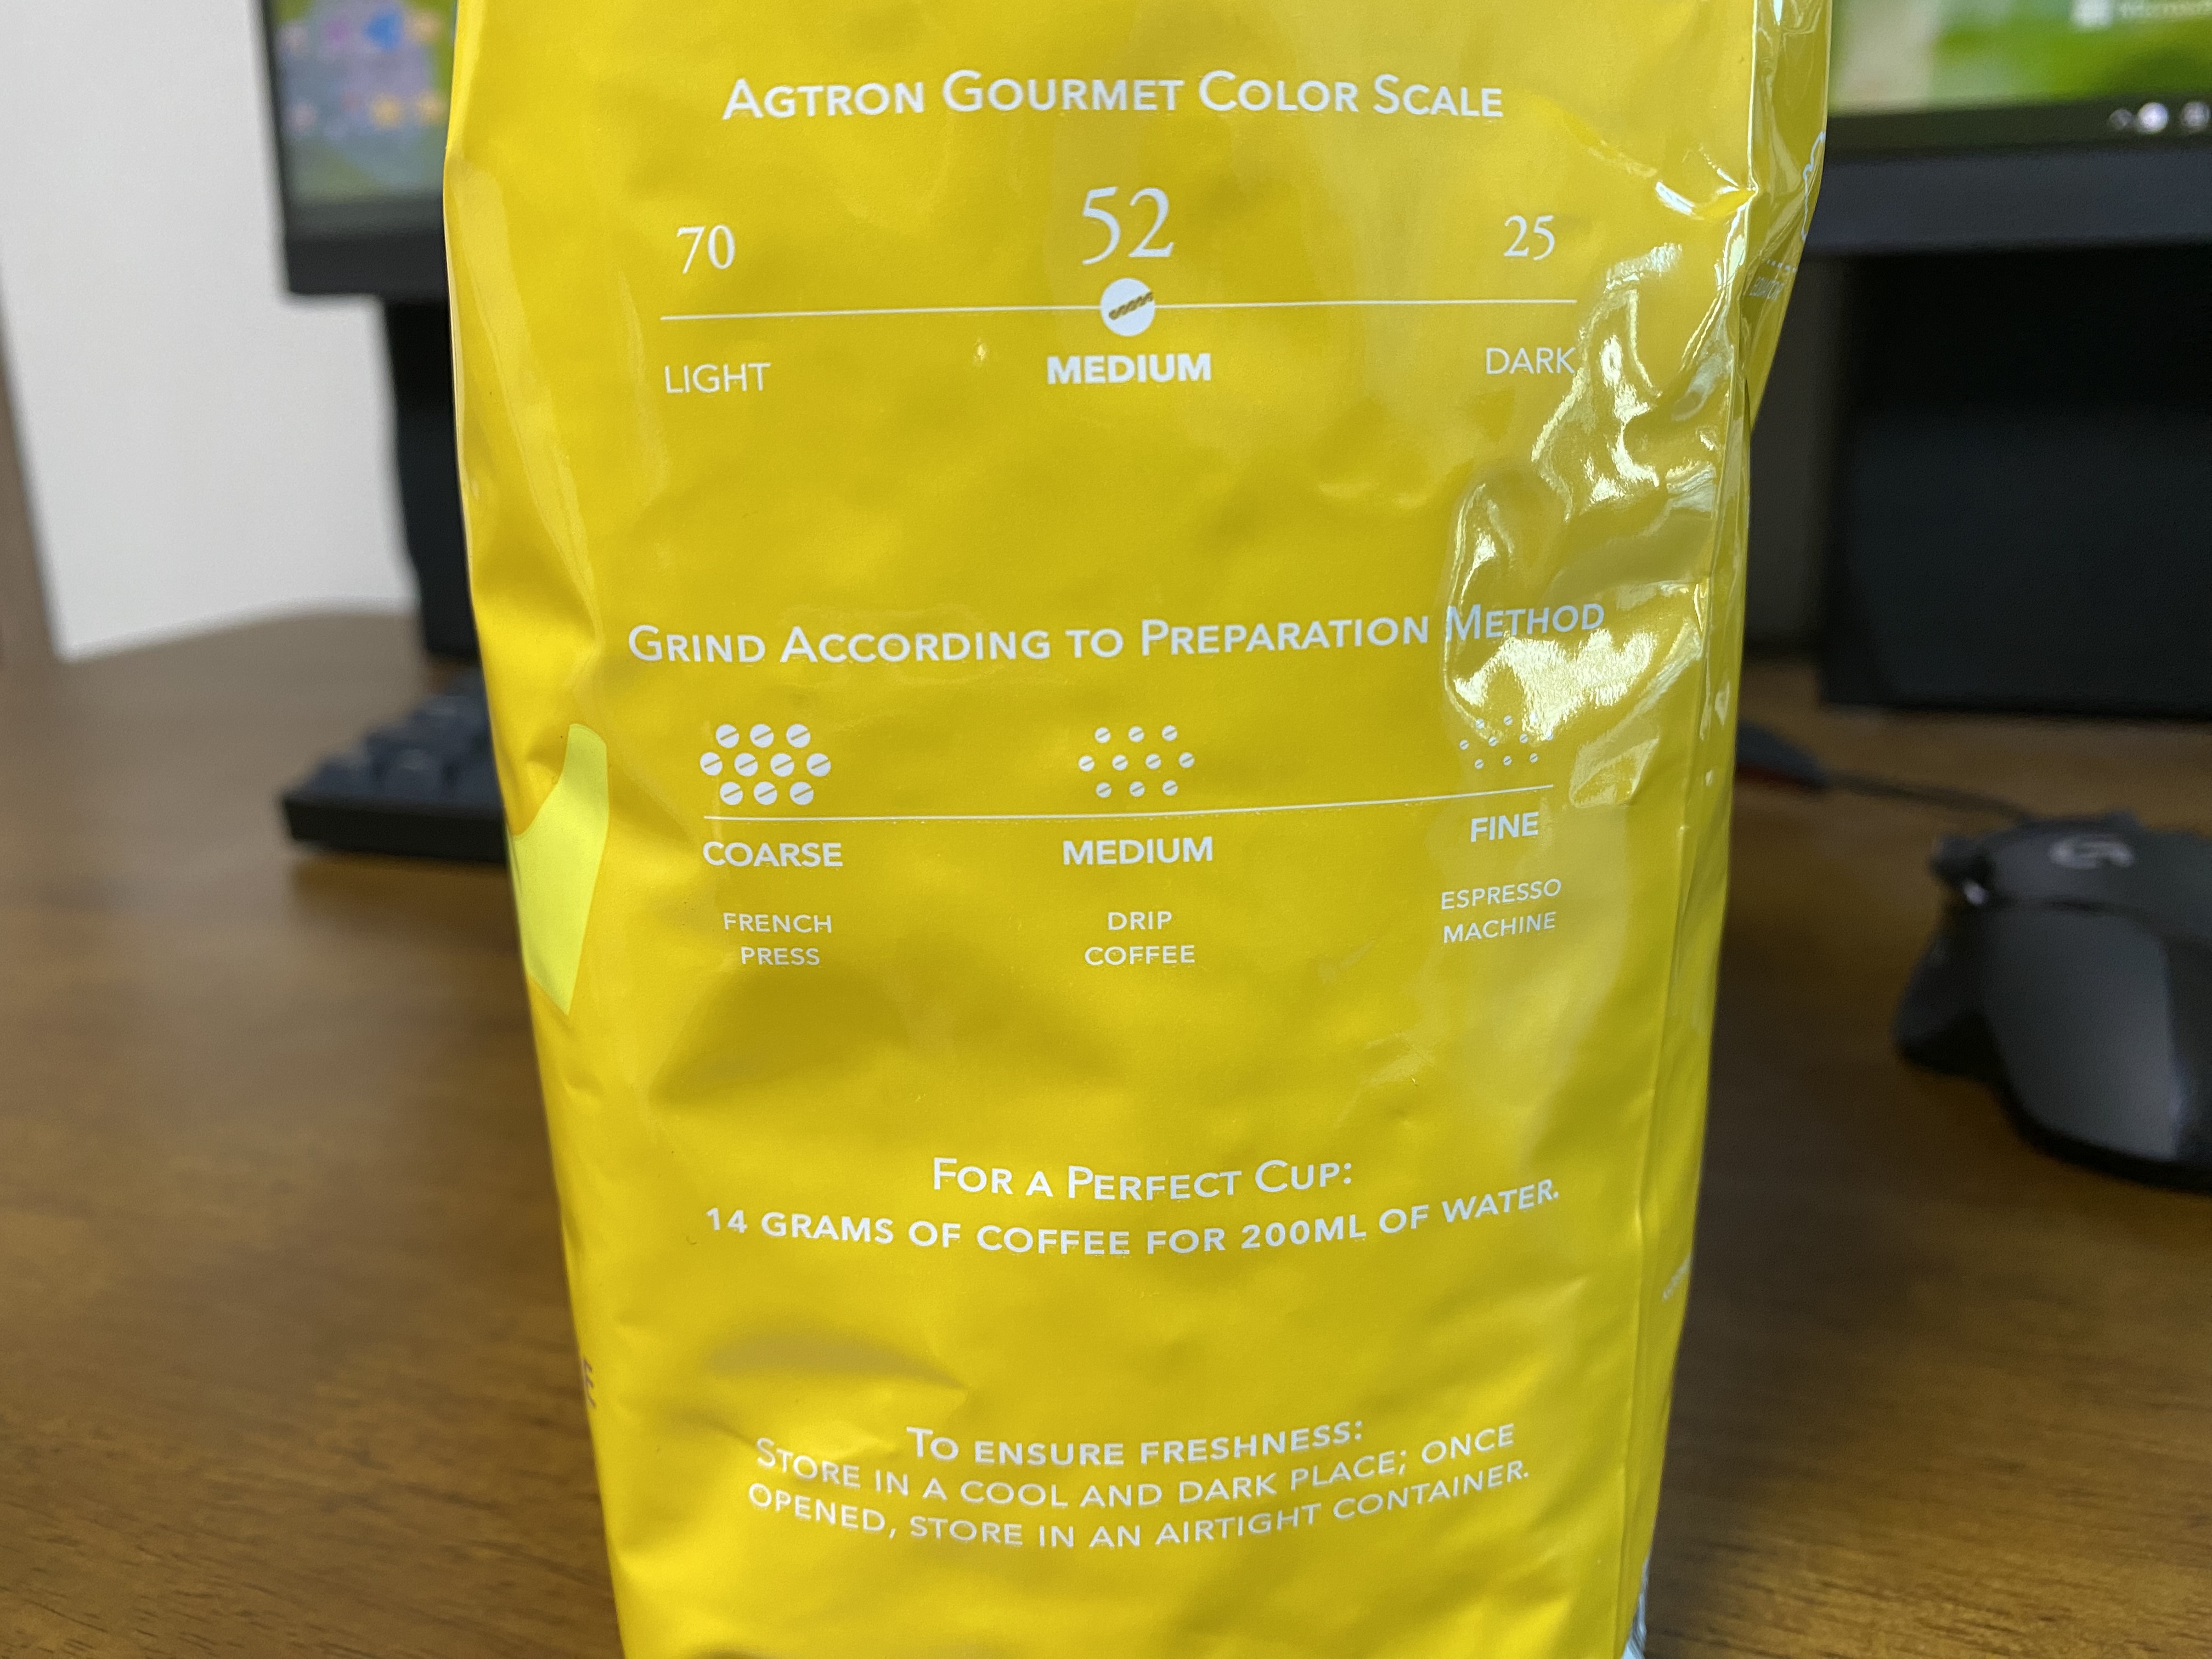 AGTRON GOURMET COLOR SCALE
70 52 25
LIGHT MEDIUM DARK
GRIND ACCORDING TO PREPARATION METHOD
COARSE MEDIUM FINE
FRENCH PRESS
DRIP COFFEE
ESPRESSO MACHINE
FOR A PERFECT CUP:
14 GRAMS OF COFFEE FOR 200ML OF WATER.
TO ENSURE FRESHNESS:
STORE IN A COOL AND DARK PLACE; ONCE
OPENED, STORE IN AN AIRTIGHT CONTAINER.